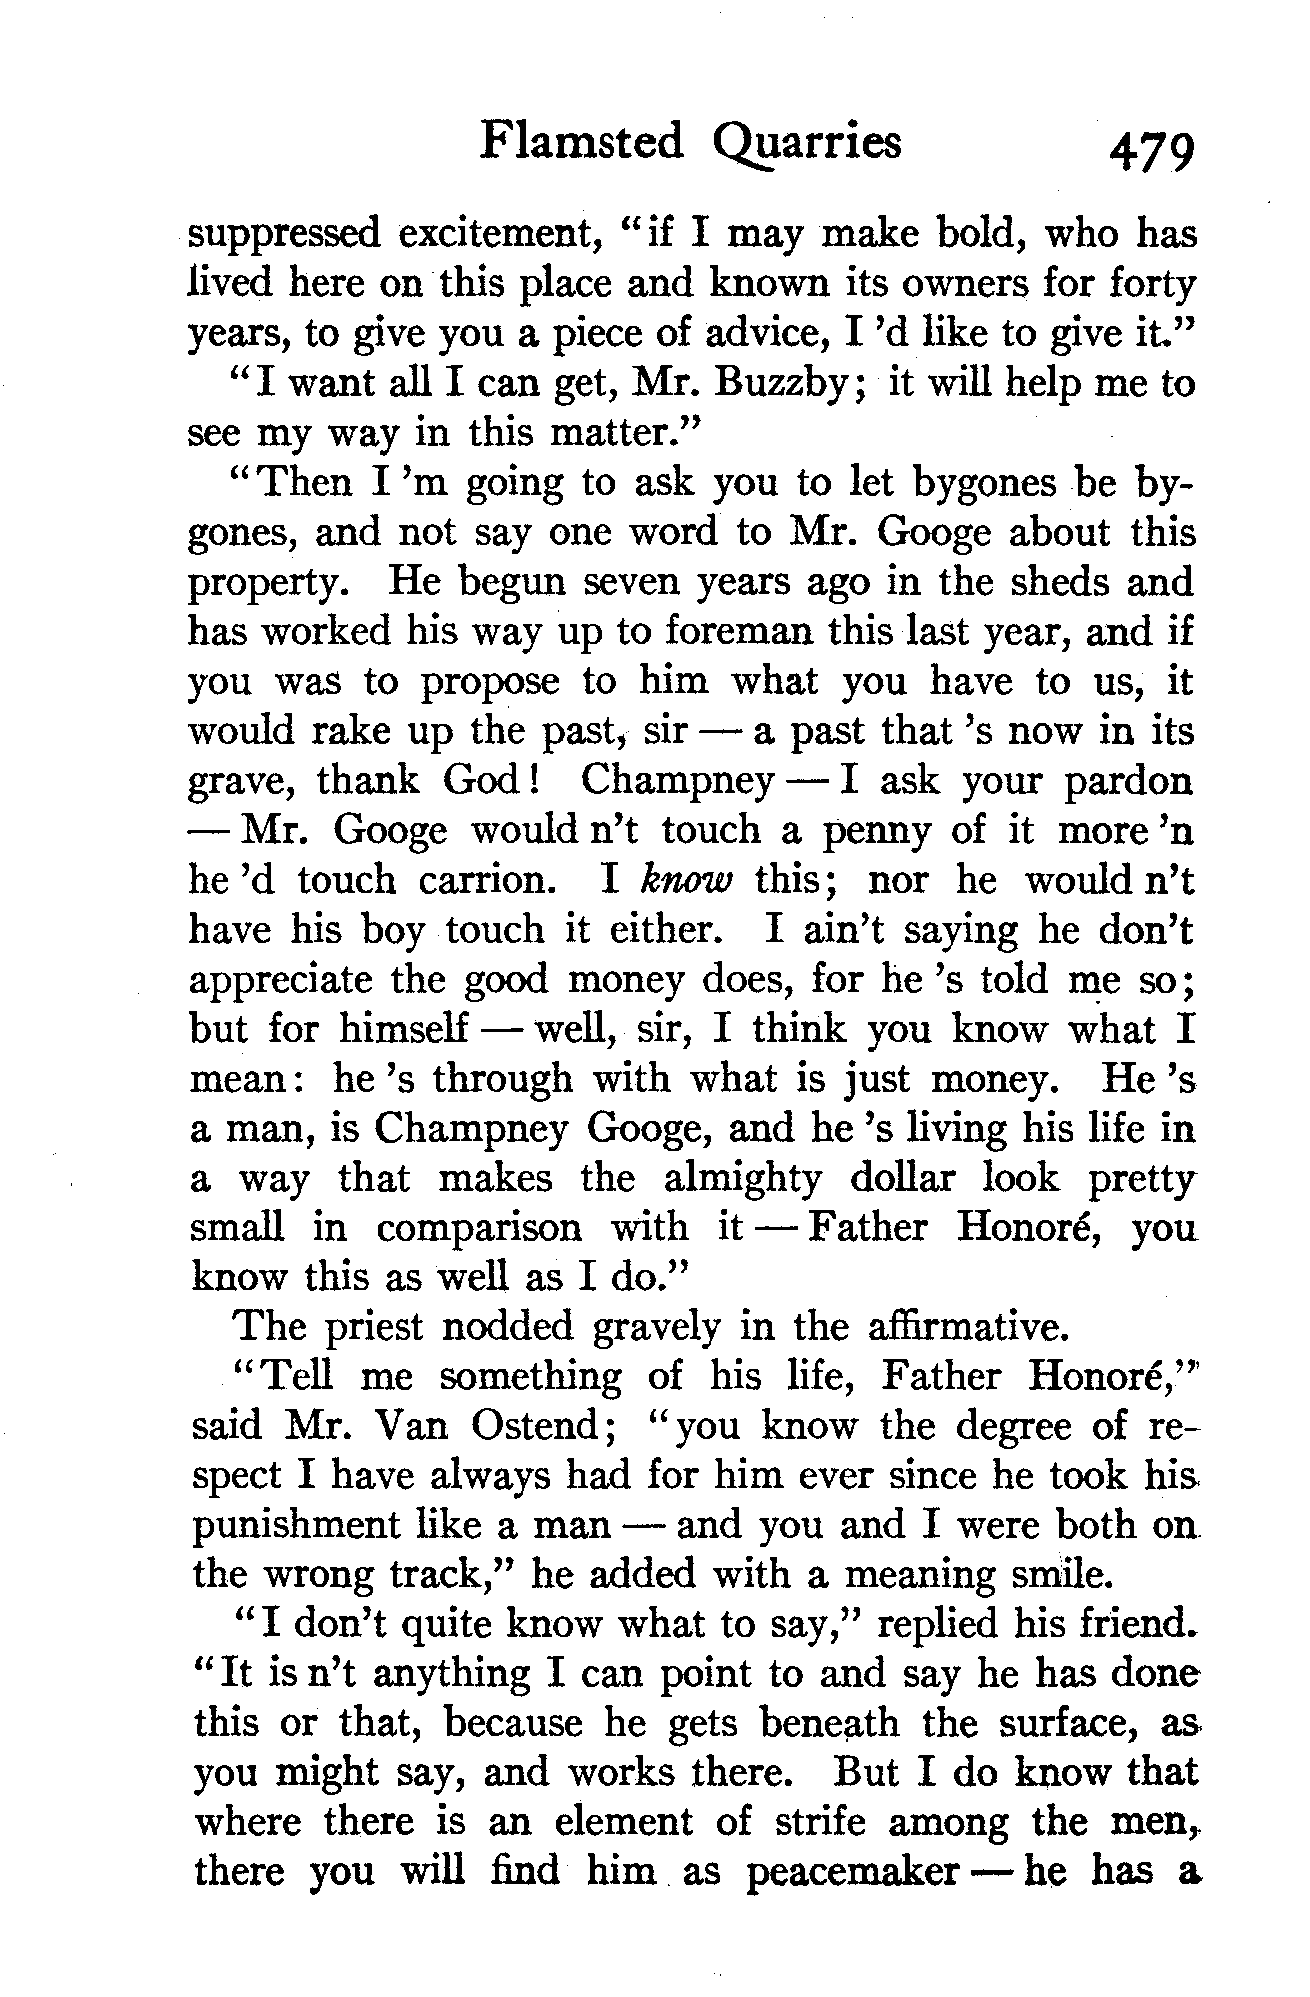 Flamsted Quarries 479
suppressed excitement, “if I may make bold, who has
lived here on this place and known its owners for forty
years, to give you a piece of advice, I ’d like to give it.”
“I want all I can get, Mr. Buzzby; it will help me to
see my way in this matter.”
“Then I ’m going to ask you to let bygones be by-
gones, and not say one word to Mr. Googe about this
property. He begun seven years ago in the sheds and
has worked his way up to foreman this last year, and if
you was to propose to him what you have to us, it
would rake up the past, sir — a past that ’s now in its
grave, thank God! Champney — I ask your pardon
— Mr. Googe would n’t touch a penny of it more ’n
he ’d touch carrion. I know this; nor he would n’t
have his boy touch it either. I ain’t saying he don’t
appreciate the good money does, for he ’s told me so;
but for himself — well, sir, I think you know what I
mean: he ’s through with what is just money. He ’s
a man, is Champney Googe, and he ’s living his life in
a way that makes the almighty dollar look pretty
small in comparison with it — Father Honoré, you
know this as well as I do.”
The priest nodded gravely in the affirmative.
“Tell me something of his life, Father Honoré,”
said Mr. Van Ostend; “you know the degree of re-
spect I have always had for him ever since he took his
punishment like a man — and you and I were both on
the wrong track,” he added with a meaning smile.
“I don’t quite know what to say,” replied his friend.
“It is n’t anything I can point to and say he has done
this or that, because he gets beneath the surface, as
you might say, and works there. But I do know that
where there is an element of strife among the men,
there you will find him as peacemaker — he has a